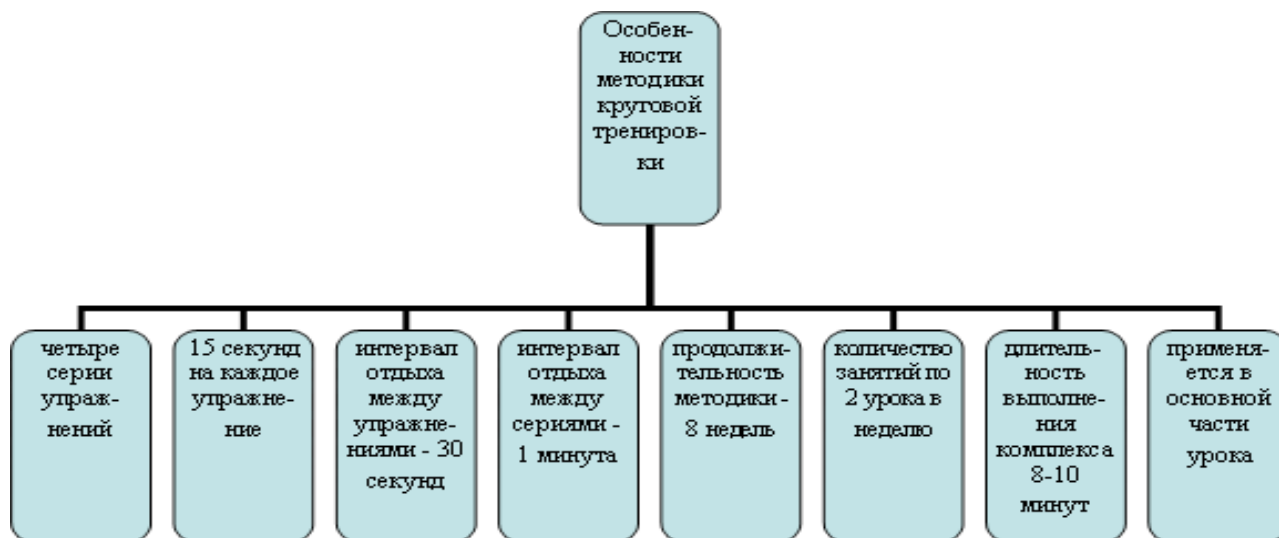 Особен-
ности
методики
круговой
трениров-
ки
четыре
серии
упраж-
нений
15 секунд
на каждое
упражне-
ние
интервал
отдыха
между
упражне-
ниями - 30
секунд
интервал
отдыха
между
сериями -
1 минута
продолжи-
тельность
методики -
8 недель
количество
занятий по
2 урока в
неделю
длитель-
ность
выполне-
ния
комплекса
8-10
минут
применя-
ется в
основной
части
урока